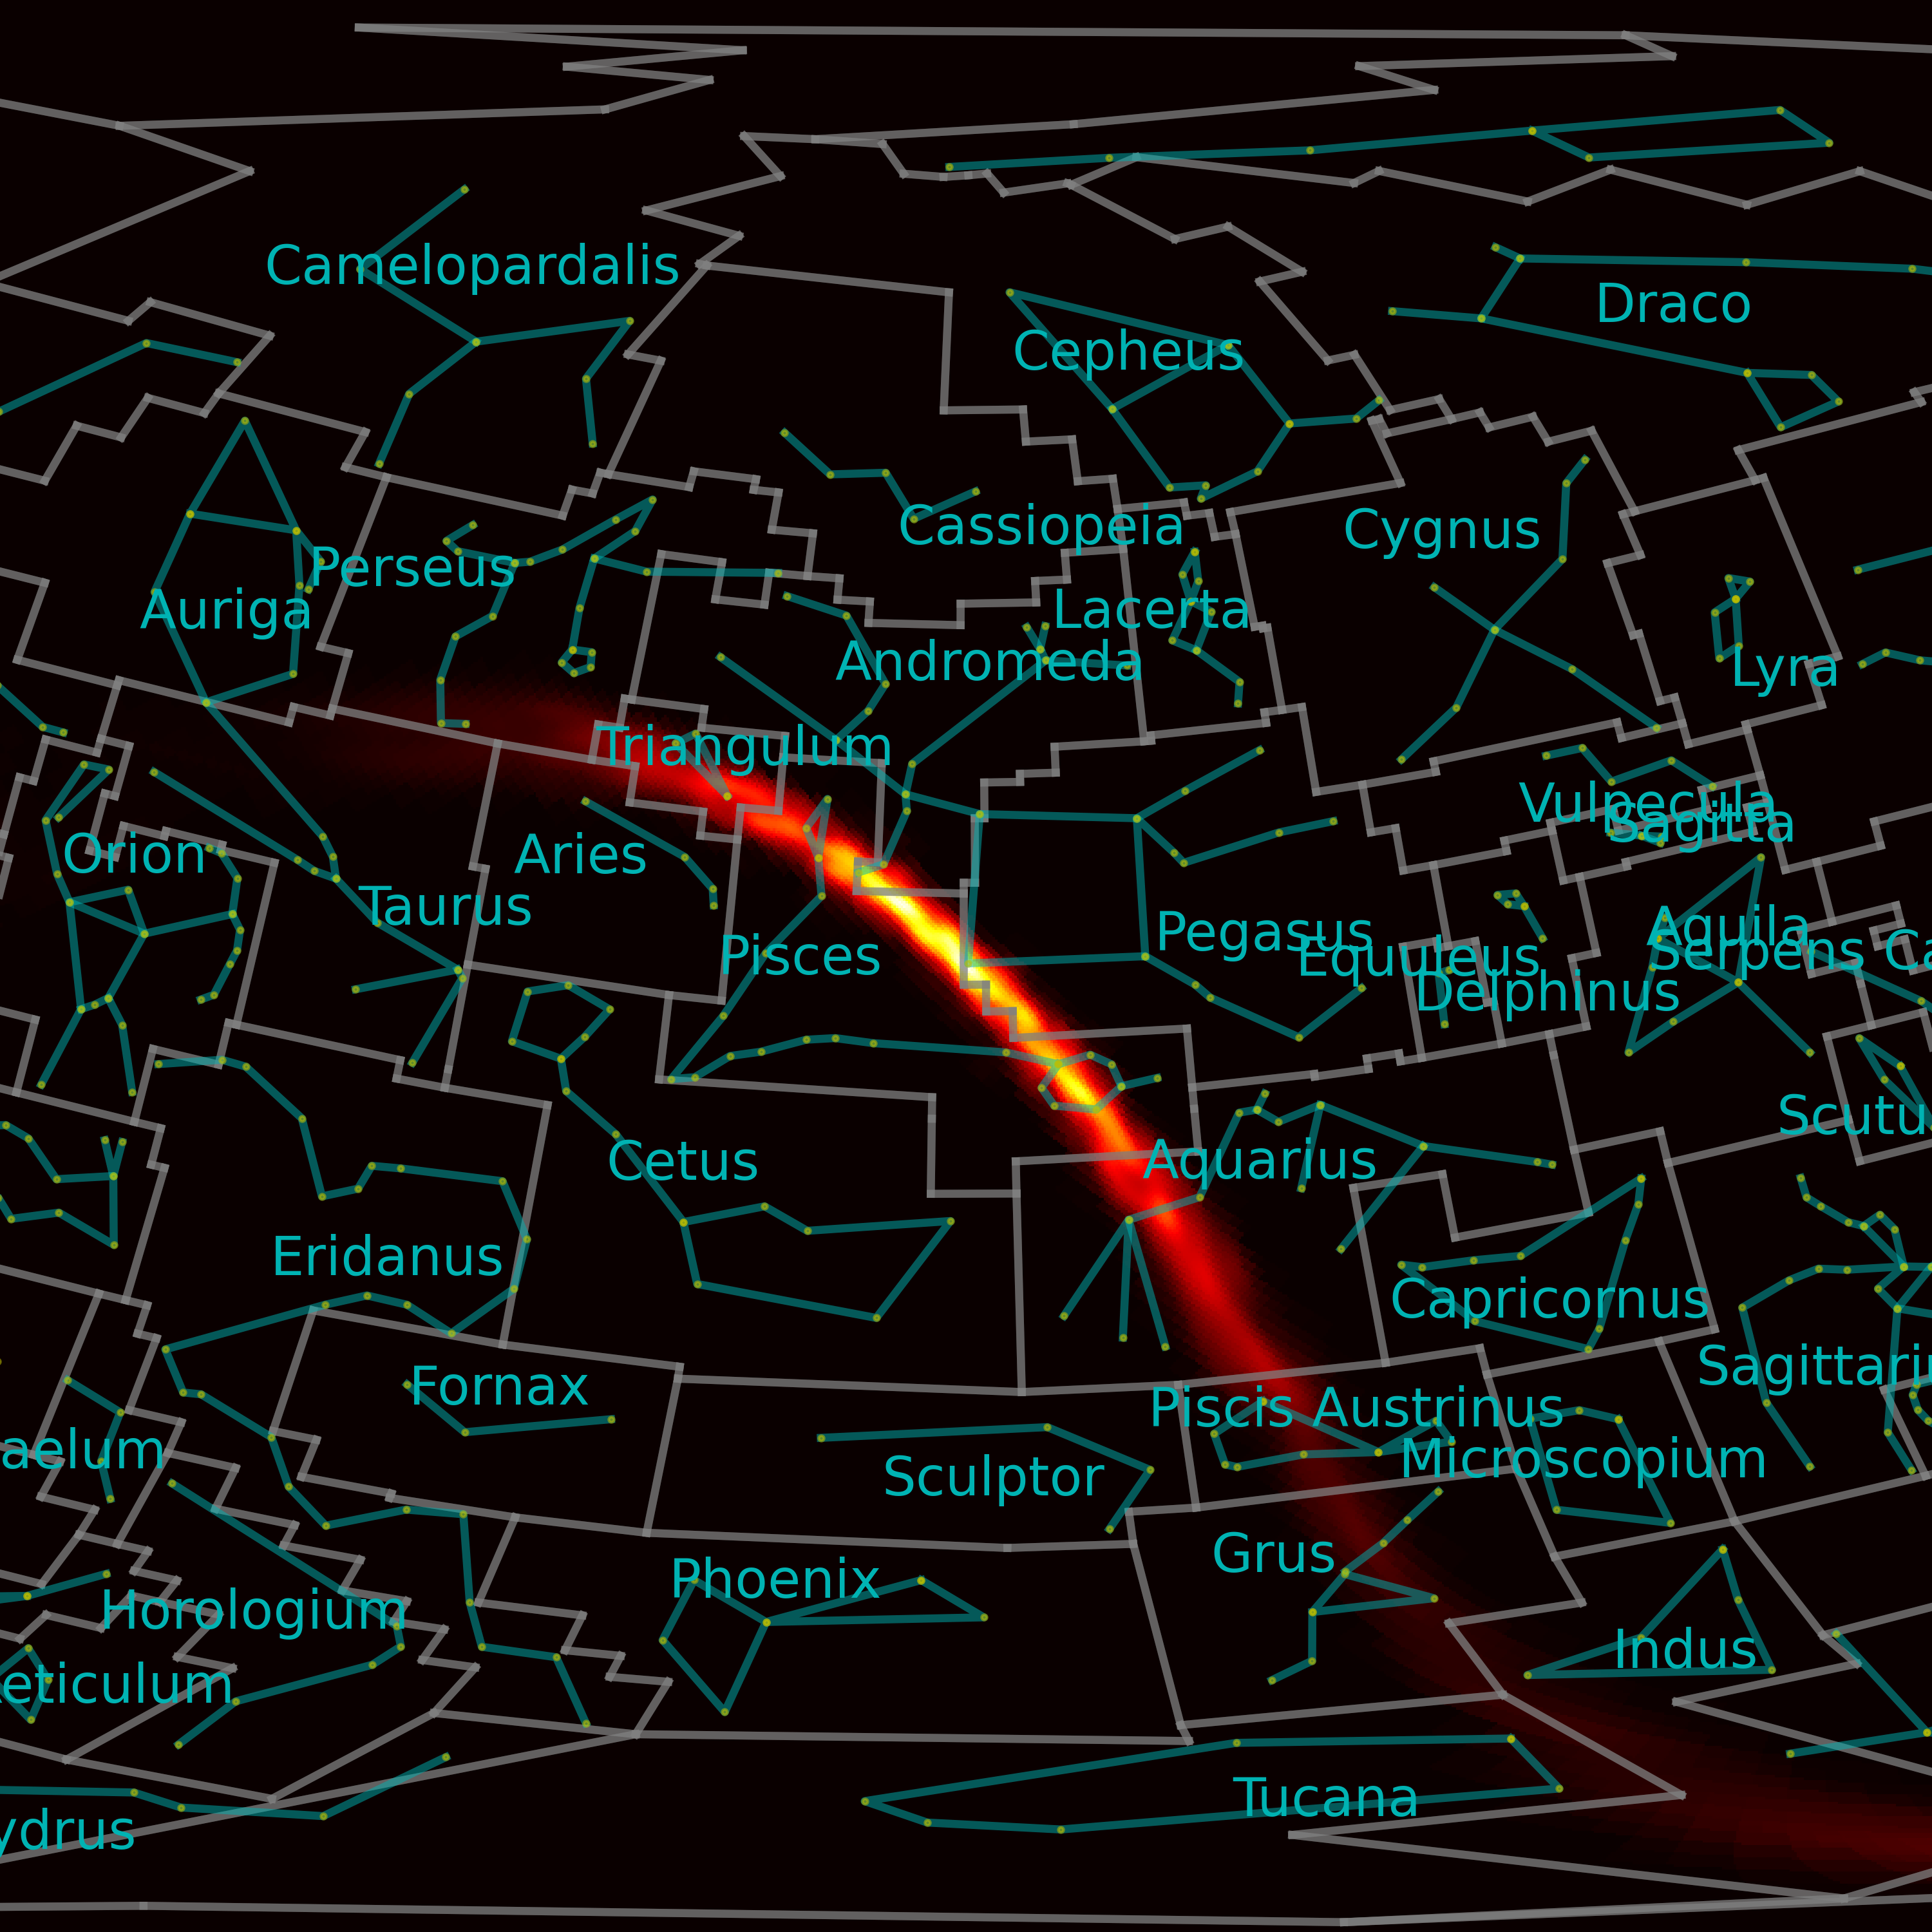 Camelopardalis
Draco
Cepheus
Cassiopeia
Cygnus
Perseus
Auriga
Lacerta
Andromeda
Lyra
Triangulum
Vulpecula
Sagitta
Orion
Aries
Taurus
Pisces
Pegasus
Aquila
Equuleus
Serpens Ca
Delphinus
Scutu
Cetus
Aquarius
Eridanus
Capricornus
Fornax
Sagittari
Piscis Austrinus
aelum
Sculptor
Microscopium
Grus
Phoenix
Horologium
Indus
eticulum
Tucana
ydrus